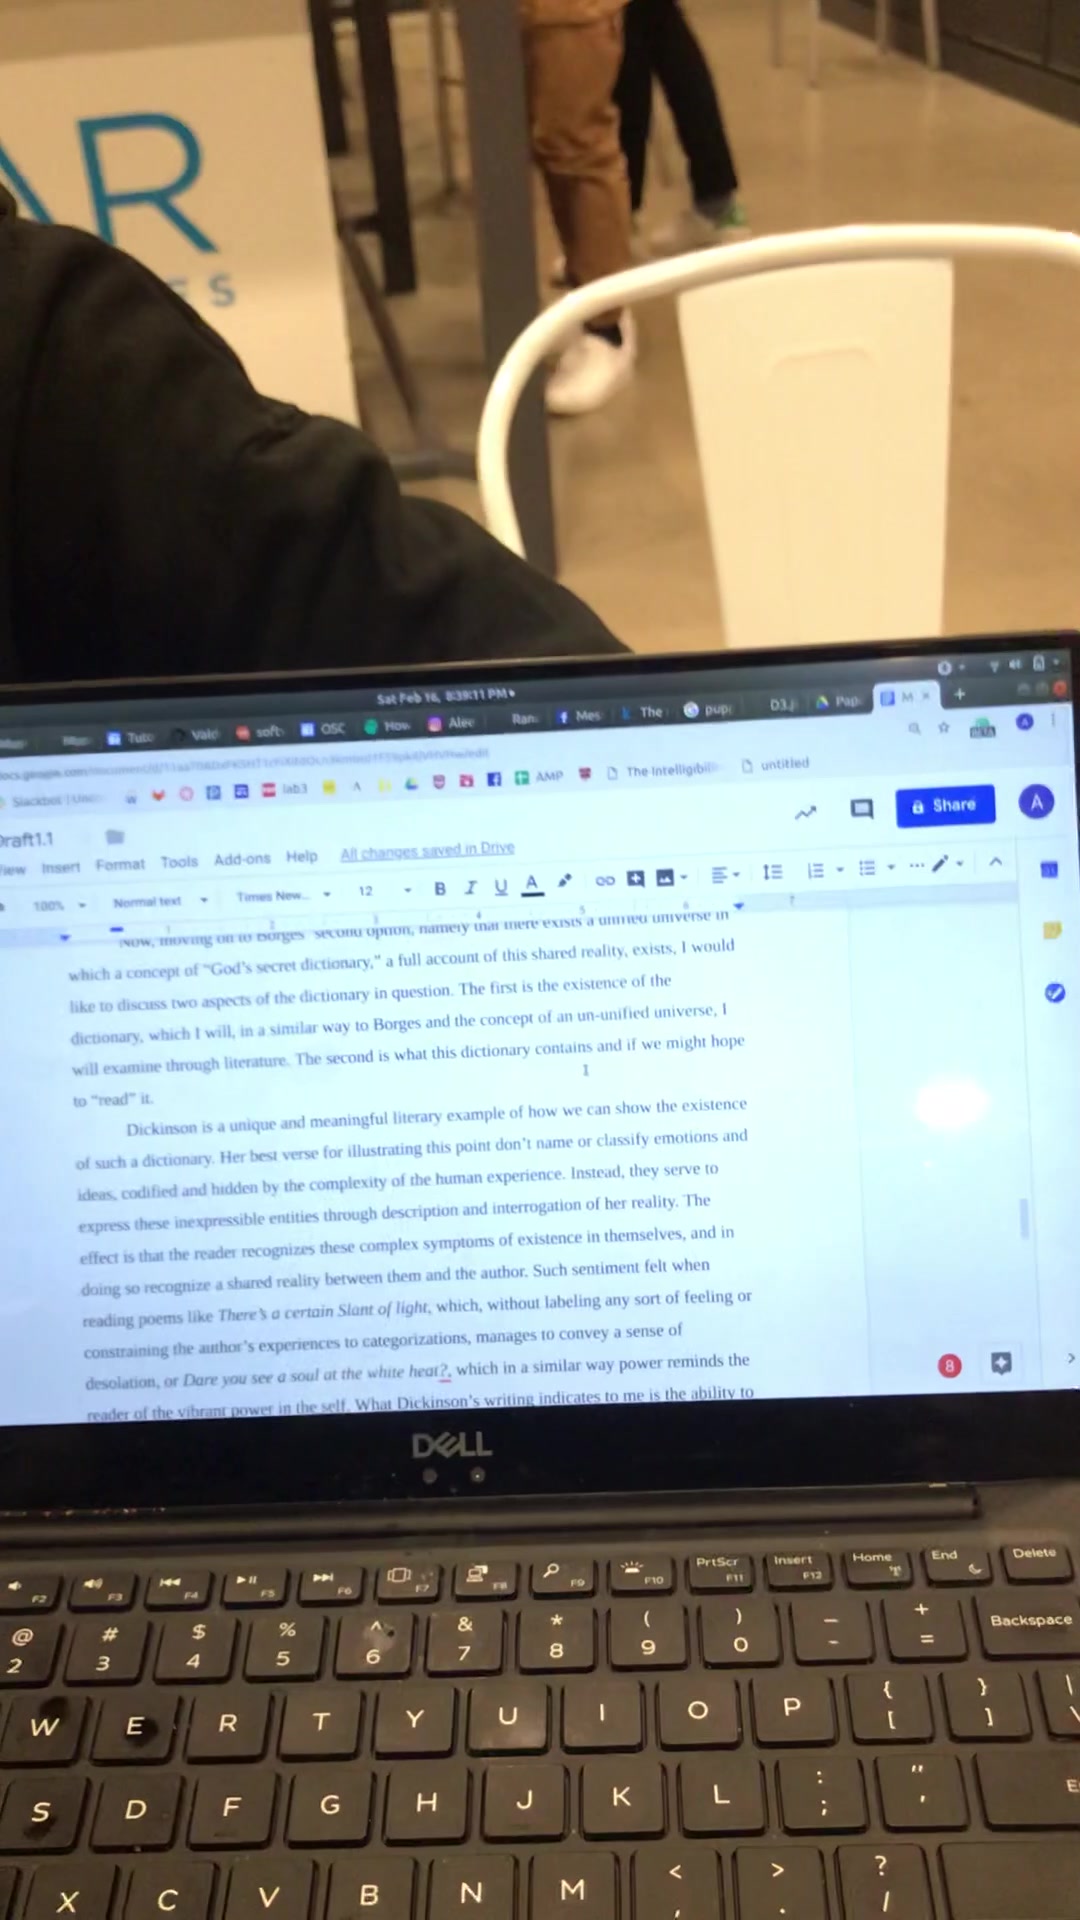 AR
ES
Sat Feb 16, 8:39:11 PM
Tuto
soft
OSC
How
Alec
Ran
Mes
The
pup
D3.j
Pap
M
lab3
AMP
The Intelligibili
untitled
Draft1.1
Share
A
View Insert Format Tools Add-ons Help All changes saved in Drive
100% Normal text Times New... 12 B I U A
Now, moving on to Borges' second option, namely that there exists a unified universe in
which a concept of "God's secret dictionary," a full account of this shared reality, exists, I would
like to discuss two aspects of the dictionary in question. The first is the existence of the
dictionary, which I will, in a similar way to Borges and the concept of an un-unified universe, I
will examine through literature. The second is what this dictionary contains and if we might hope
to "read" it.
Dickinson is a unique and meaningful literary example of how we can show the existence
of such a dictionary. Her best verse for illustrating this point don't name or classify emotions and
ideas, codified and hidden by the complexity of the human experience. Instead, they serve to
express these inexpressible entities through description and interrogation of her reality. The
effect is that the reader recognizes these complex symptoms of existence in themselves, and in
doing so recognize a shared reality between them and the author. Such sentiment felt when
reading poems like There's a certain Slant of light, which, without labeling any sort of feeling or
constraining the author's experiences to categorizations, manages to convey a sense of
desolation, or Dare you see a soul at the white heat?, which in a similar way power reminds the
reader of the vibrant power in the self. What Dickinson's writing indicates to me is the ability to
8
DELL
F2 F3 F4 F5 F6 F7 F8 F9 F10 PrtScr F11 Insert F12 Home End Delete
@ 2 # 3 $ 4 % 5 ^ 6 & 7 * 8 ( 9 ) 0 _ - + = Backspace
W E R T Y U I O P { [ } ] | \
S D F G H J K L : ; " '
X C V B N M < , > . ? /